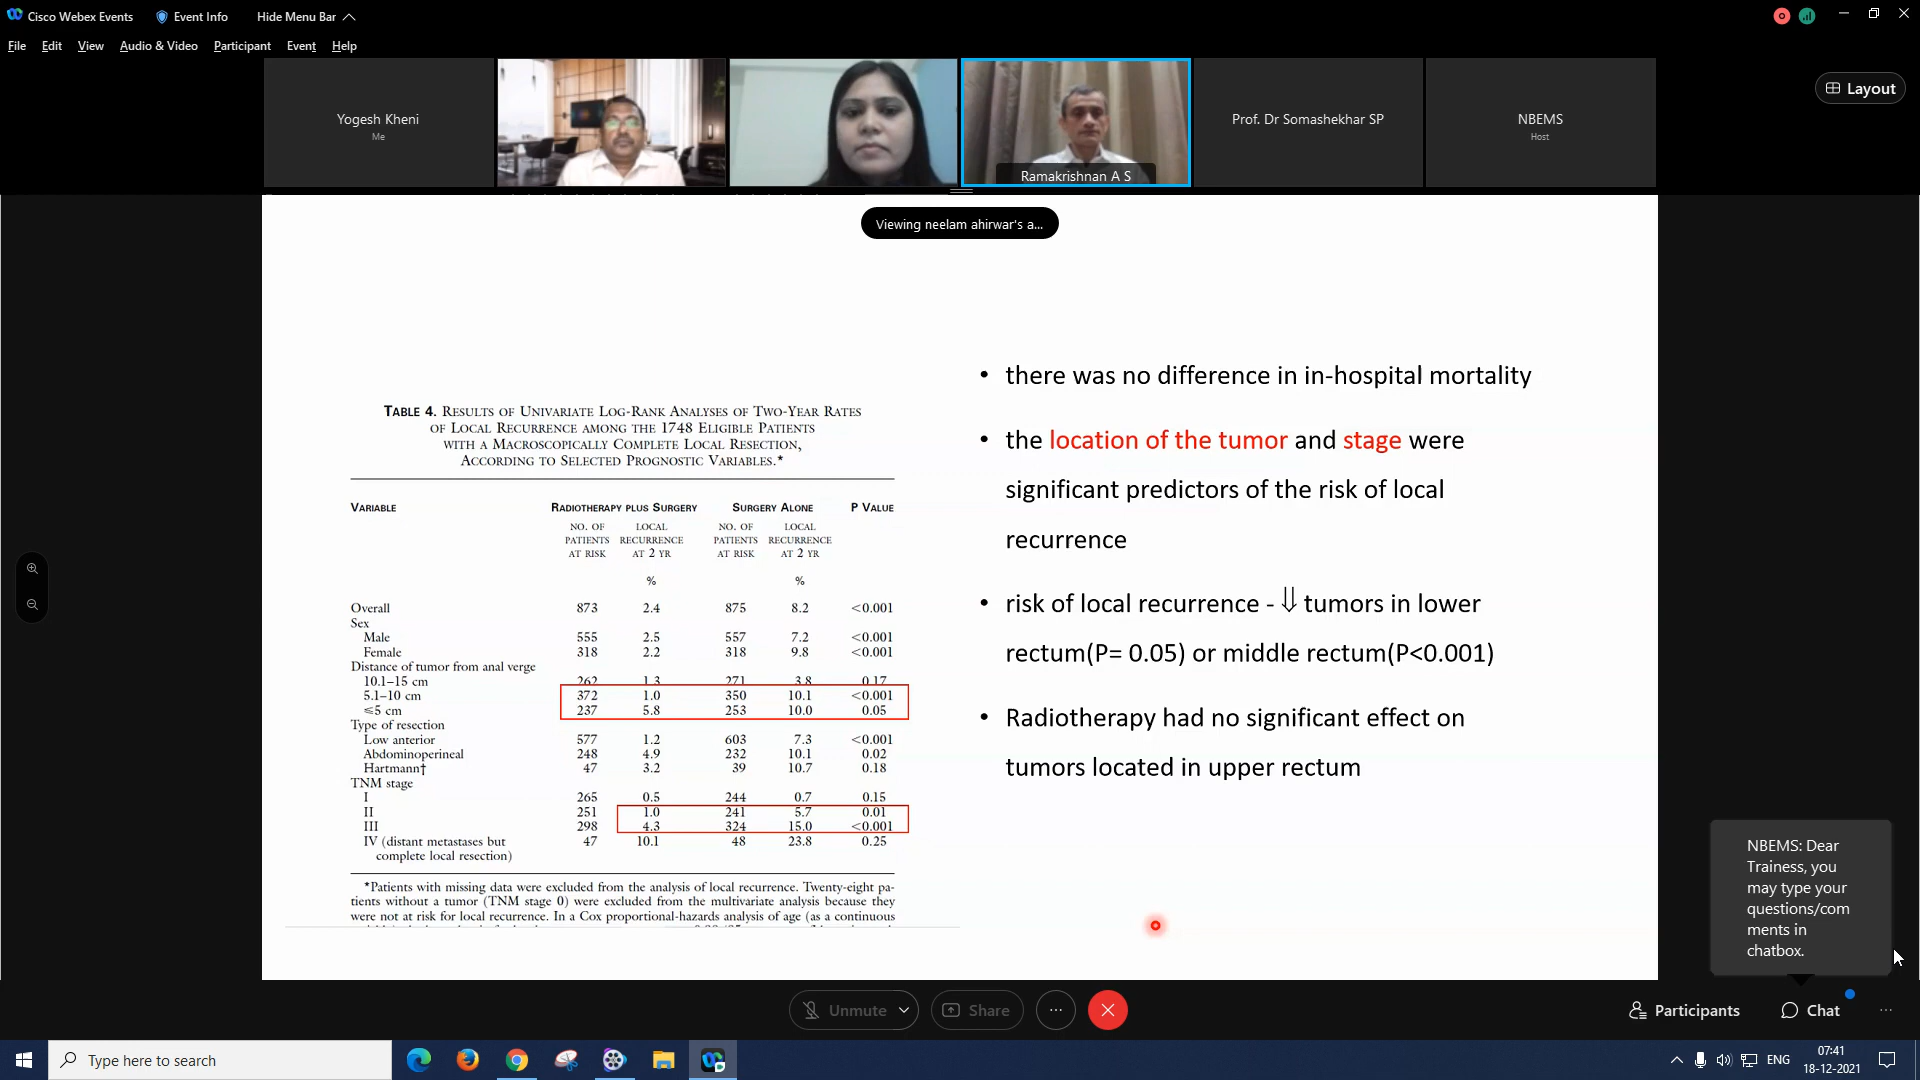 Cisco Webex Events Event Info Hide Menu Bar
File Edit View Audio & Video Participant Event Help
Layout
Yogesh Kheni
Me
Ramakrishnan A S
Prof. Dr Somashekhar SP
NBEMS
Host
Viewing neelam ahirwar's a...
TABLE 4. RESULTS OF UNIVARIATE LOG-RANK ANALYSES OF TWO-YEAR RATES
OF LOCAL RECURRENCE AMONG THE 1748 ELIGIBLE PATIENTS
WITH A MACROSCOPICALLY COMPLETE LOCAL RESECTION,
ACCORDING TO SELECTED PROGNOSTIC VARIABLES.*
VARIABLE RADIOTHERAPY PLUS SURGERY SURGERY ALONE P VALUE
NO. OF LOCAL NO. OF LOCAL
PATIENTS RECURRENCE PATIENTS RECURRENCE
AT RISK AT 2 YR AT RISK AT 2 YR
% %
Overall 873 2.4 875 8.2 <0.001
Sex
Male 555 2.5 557 7.2 <0.001
Female 318 2.2 318 9.8 <0.001
Distance of tumor from anal verge
10.1–15 cm 262 1.3 271 3.8 0.17
5.1–10 cm 372 1.0 350 10.1 <0.001
≤5 cm 237 5.8 253 10.0 0.05
Type of resection
Low anterior 577 1.2 603 7.3 <0.001
Abdominoperineal 248 4.9 232 10.1 0.02
Hartmann† 47 3.2 39 10.7 0.18
TNM stage
I 265 0.5 244 0.7 0.15
II 251 1.0 241 5.7 0.01
III 298 4.3 324 15.0 <0.001
IV (distant metastases but 47 10.1 48 23.8 0.25
complete local resection)
*Patients with missing data were excluded from the analysis of local recurrence. Twenty-eight pa-
tients without a tumor (TNM stage 0) were excluded from the multivariate analysis because they
were not at risk for local recurrence. In a Cox proportional-hazards analysis of age (as a continuous
• there was no difference in in-hospital mortality
• the location of the tumor and stage were
significant predictors of the risk of local
recurrence
• risk of local recurrence - ⇓ tumors in lower
rectum(P= 0.05) or middle rectum(P<0.001)
• Radiotherapy had no significant effect on
tumors located in upper rectum
NBEMS: Dear
Trainess, you
may type your
questions/com
ments in
chatbox.
Unmute Share ... Participants Chat ...
Type here to search
ENG
07:41
18-12-2021